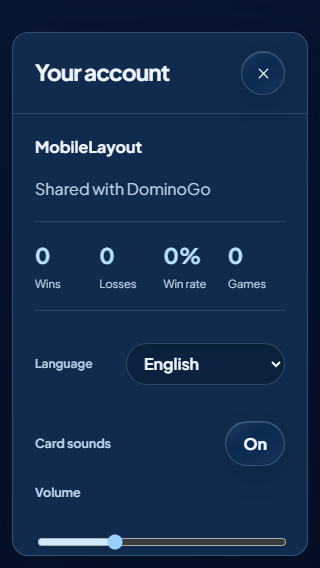 Your account
MobileLayout
Shared with DominoGo
0 0 0% 0
Wins Losses Win rate Games
Language English
Card sounds On
Volume